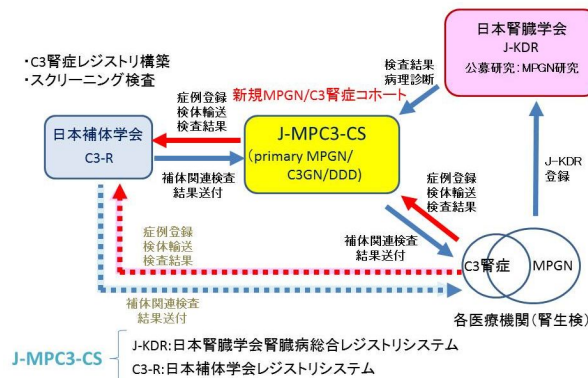 ・C3腎症レジストリ構築
・スクリーニング検査
日本腎臓学会
J-KDR
公募研究：MPGN研究
検査結果
病理診断
新規MPGN/C3腎症コホート
症例登録
検体輸送
検査結果
日本補体学会
C3-R
J-MPC3-CS
(primary MPGN/
C3GN/DDD)
補体関連検査
結果送付
症例登録
検体輸送
検査結果
J-KDR
登録
補体関連検査
結果送付
症例登録
検体輸送
検査結果
C3腎症
MPGN
補体関連検査
結果送付
各医療機関(腎生検)
J-MPC3-CS
J-KDR:日本腎臓学会腎臓病総合レジストリシステム
C3-R:日本補体学会レジストリシステム